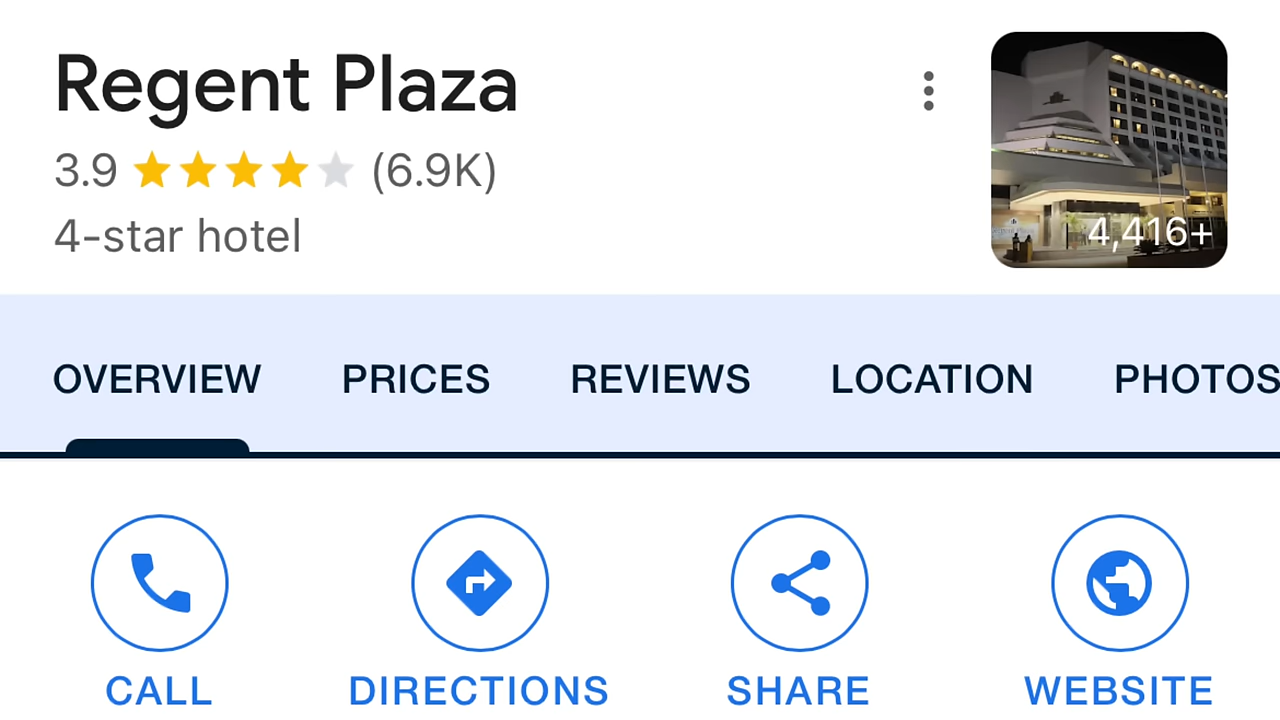 Regent Plaza
3.9 (6.9K)
4-star hotel
4,416+
OVERVIEW PRICES REVIEWS LOCATION PHOTOS
CALL DIRECTIONS SHARE WEBSITE